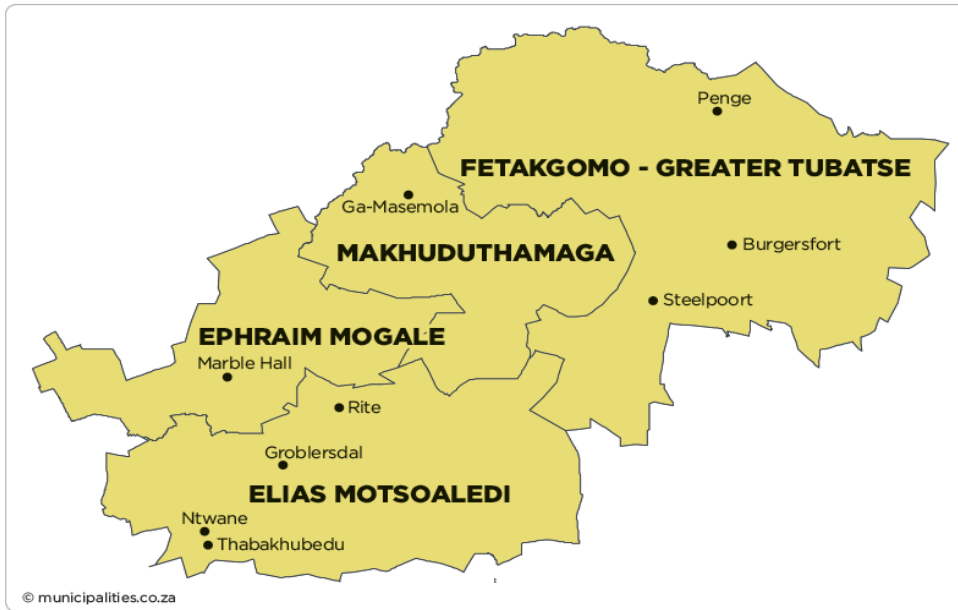 Penge
FETAKGOMO - GREATER TUBATSE
Ga-Masemola
MAKHUDUTHAMAGA
Burgersfort
Steelpoort
EPHRAIM MOGALE
Marble Hall
Rite
Groblersdal
ELIAS MOTSOALEDI
Ntwane
Thabakhubedu
© municipalities.co.za